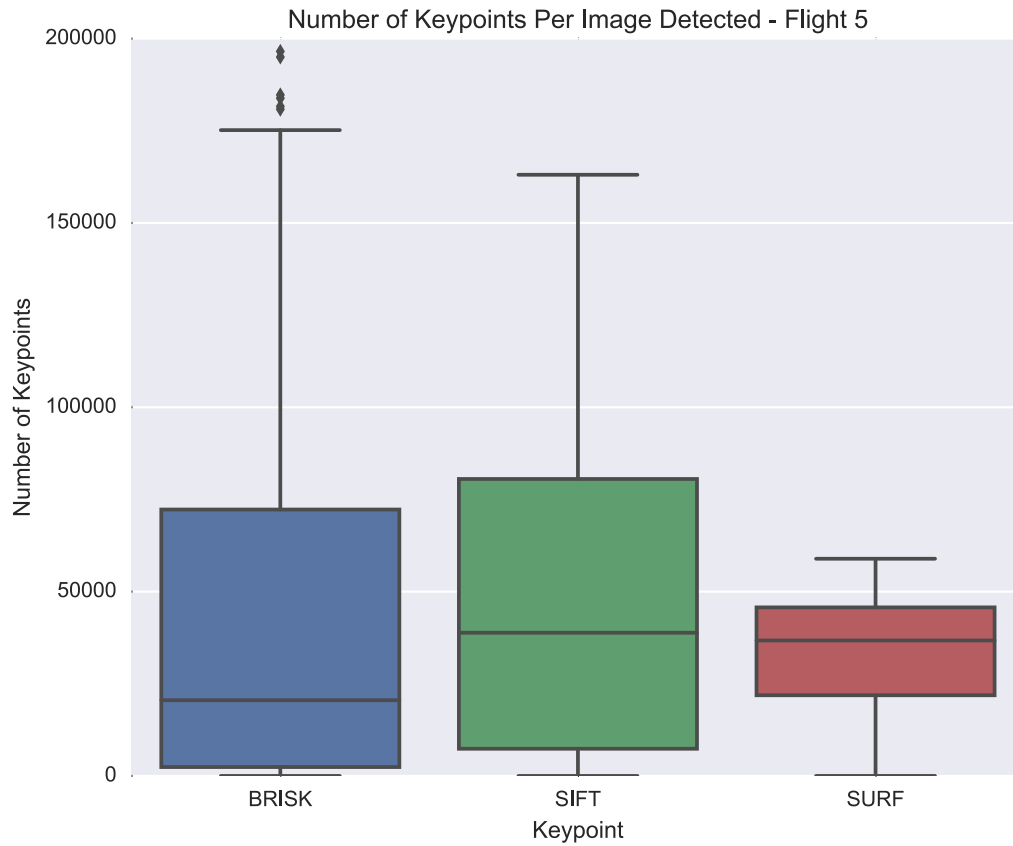 Number of Keypoints Per Image Detected - Flight 5
200000
150000
100000
50000
0
Number of Keypoints
BRISK SIFT SURF
Keypoint